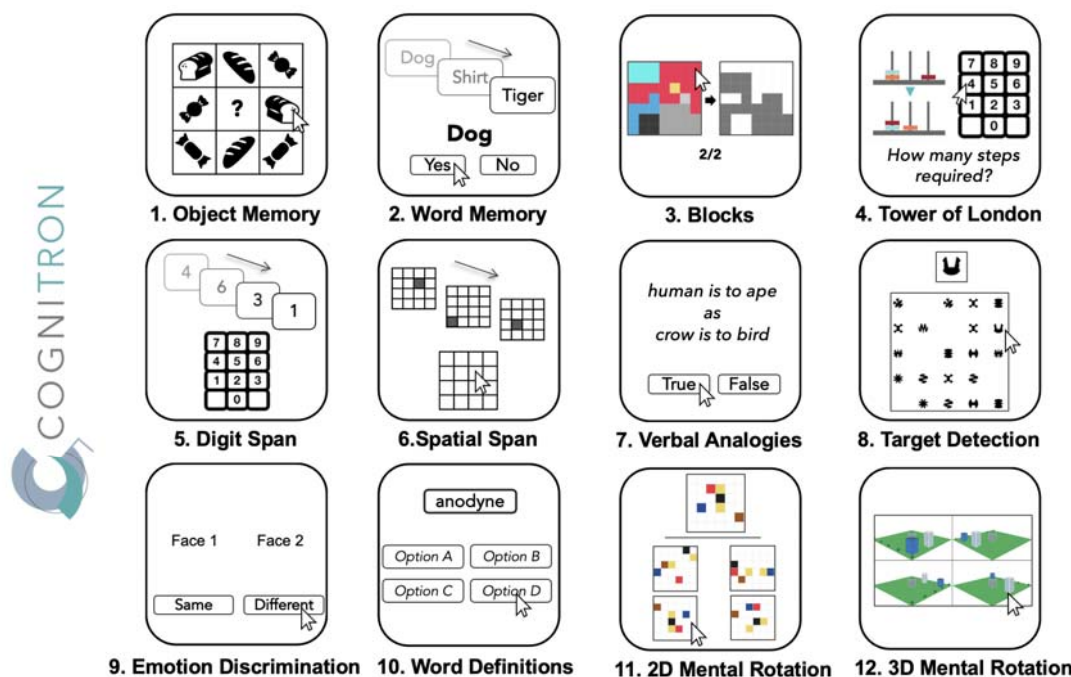 COGNITRON
?
1. Object Memory
Dog
Shirt
Tiger
Dog
Yes No
2. Word Memory
2/2
3. Blocks
7 8 9
4 5 6
1 2 3
0
How many steps
required?
4. Tower of London
4
6
3
1
7 8 9
4 5 6
1 2 3
0
5. Digit Span
6.Spatial Span
human is to ape
as
crow is to bird
True False
7. Verbal Analogies
8. Target Detection
Face 1 Face 2
Same Different
9. Emotion Discrimination
anodyne
Option A Option B
Option C Option D
10. Word Definitions
11. 2D Mental Rotation
12. 3D Mental Rotation